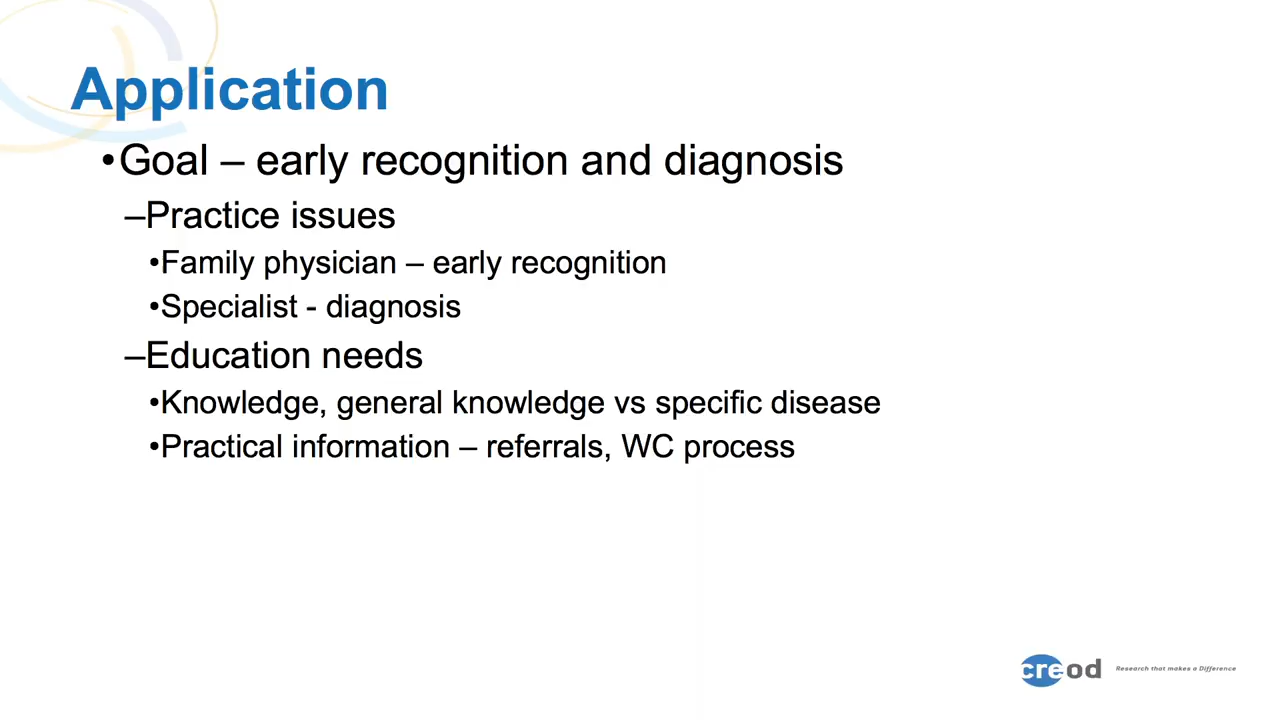 Application
•Goal – early recognition and diagnosis
–Practice issues
•Family physician – early recognition
•Specialist - diagnosis
–Education needs
•Knowledge, general knowledge vs specific disease
•Practical information – referrals, WC process
creod Research that makes a Difference